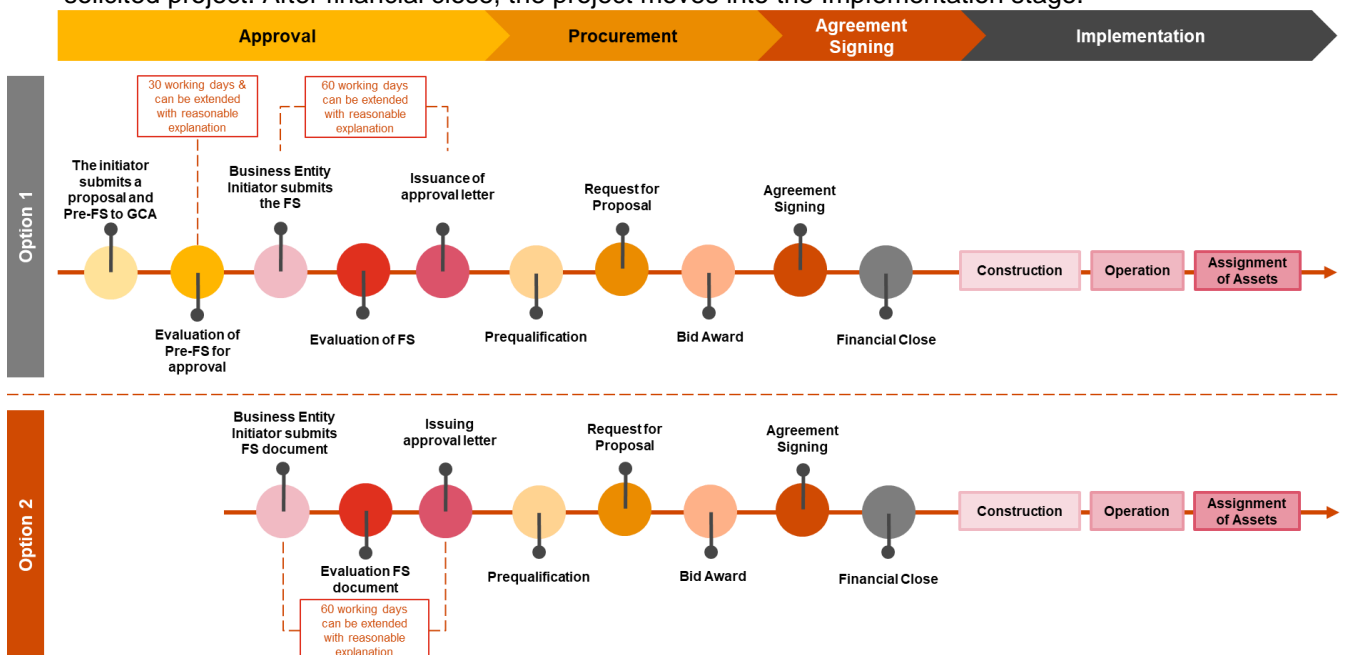 solicited project. After financial close, the project moves into the implementation stage.
Approval
Procurement
Agreement
Signing
Implementation
Option 1
30 working days &
can be extended
with reasonable
explanation
60 working days
can be extended
with reasonable
explanation
The initiator
submits a
proposal and
Pre-FS to GCA
Business Entity
Initiator submits
the FS
Issuance of
approval letter
Request for
Proposal
Agreement
Signing
Construction
Operation
Assignment
of Assets
Evaluation of
Pre-FS for
approval
Evaluation of FS
Prequalification
Bid Award
Financial Close
Option 2
Business Entity
Initiator submits
FS document
Issuing
approval letter
Request for
Proposal
Agreement
Signing
Construction
Operation
Assignment
of Assets
Evaluation FS
document
Prequalification
Bid Award
Financial Close
60 working days
can be extended
with reasonable
explanation